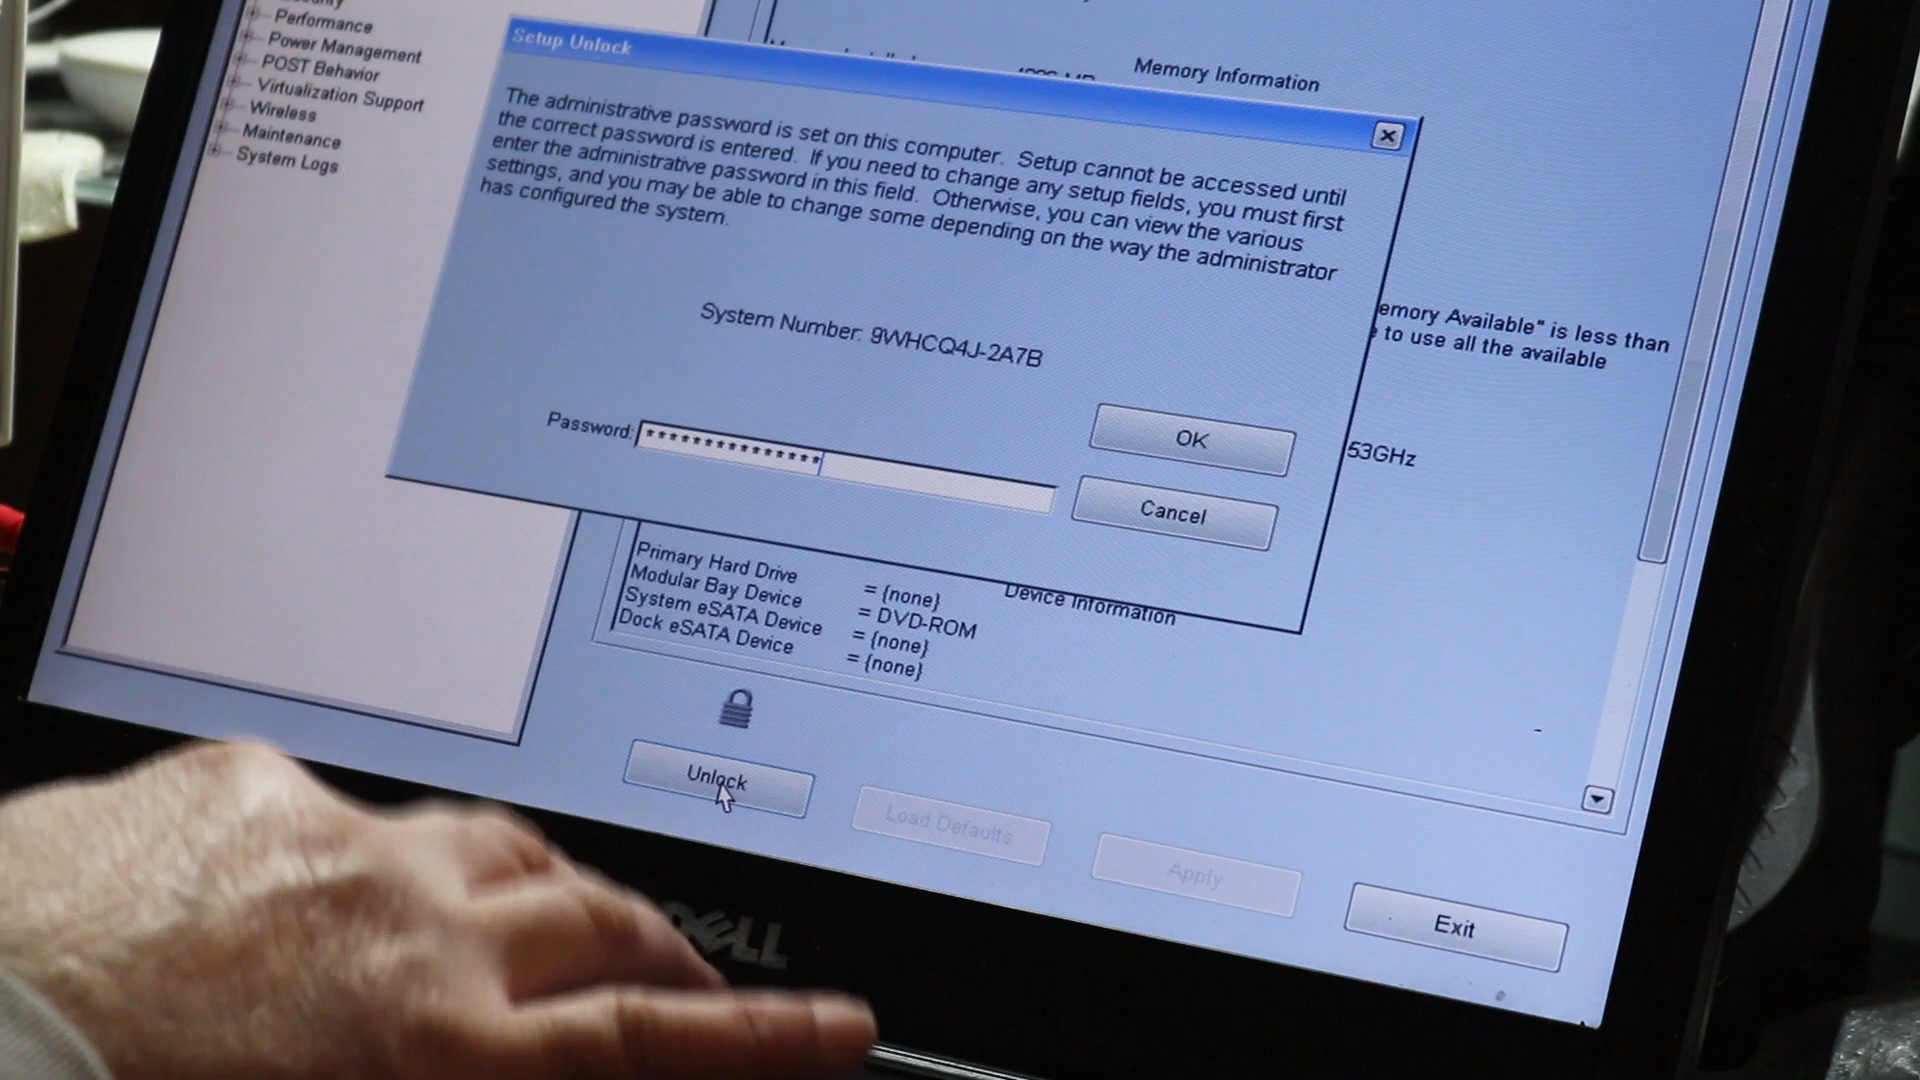 Performance
Power Management
POST Behavior
Virtualization Support
Wireless
Maintenance
System Logs
Memory Information
Setup Unlock
The administrative password is set on this computer. Setup cannot be accessed until
the correct password is entered. If you need to change any setup fields, you must first
enter the administrative password in this field. Otherwise, you can view the various
settings, and you may be able to change some depending on the way the administrator
has configured the system.
System Number: 9WHCQ4J-2A7B
Password: ***************
OK
Cancel
emory Available" is less than
to use all the available
53GHz
Device Information
Primary Hard Drive = {none}
Modular Bay Device = DVD-ROM
System eSATA Device = {none}
Dock eSATA Device = {none}
Unlock
Load Defaults
Apply
Exit
DELL